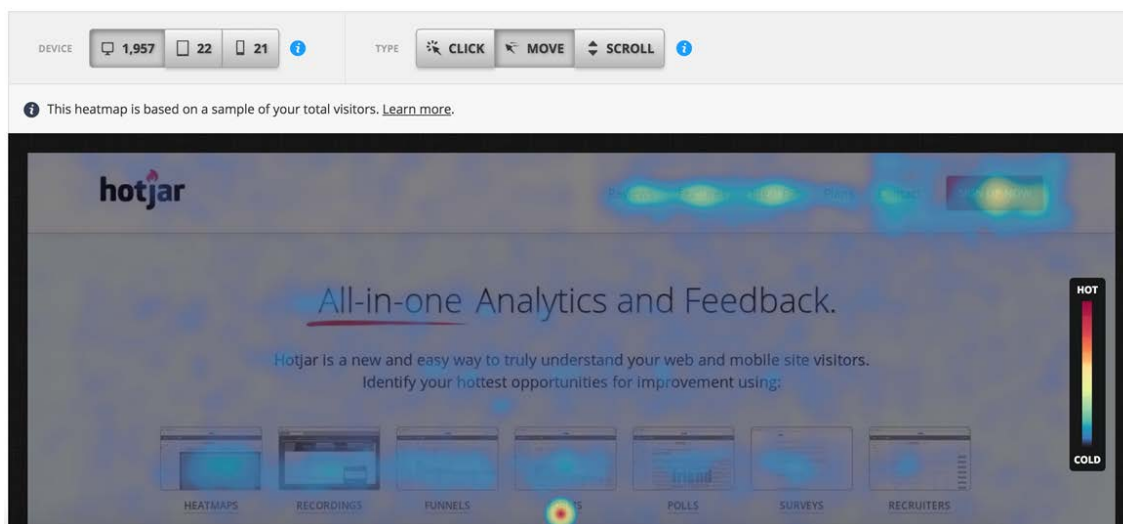 DEVICE 1,957 22 21 TYPE CLICK MOVE SCROLL
This heatmap is based on a sample of your total visitors. Learn more.
hotjar
HOT
All-in-one Analytics and Feedback.
Hotjar is a new and easy way to truly understand your web and mobile site visitors.
Identify your hottest opportunities for improvement using:
COLD
HEATMAPS RECORDINGS FUNNELS POLLS SURVEYS RECRUITERS